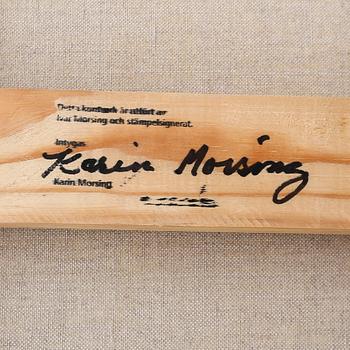 Detta konstverk är utfört av
Ivar Morsing och stämpelsignerat.
Intygas
Karin Morsing
Karin Morsing